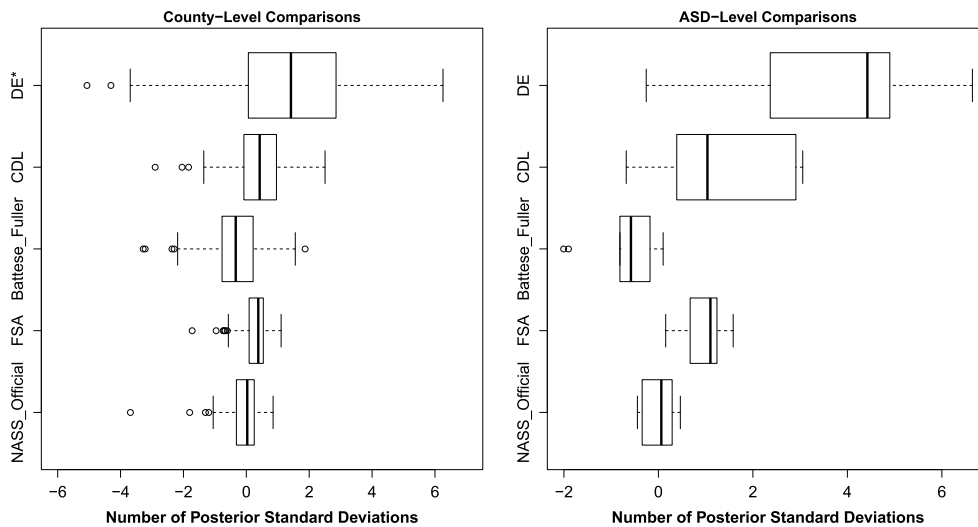 County−Level Comparisons
DE*
CDL
Battese_Fuller
FSA
NASS_Official
−6 −4 −2 0 2 4 6
Number of Posterior Standard Deviations
ASD−Level Comparisons
DE
CDL
Battese_Fuller
FSA
NASS_Official
−2 0 2 4 6
Number of Posterior Standard Deviations